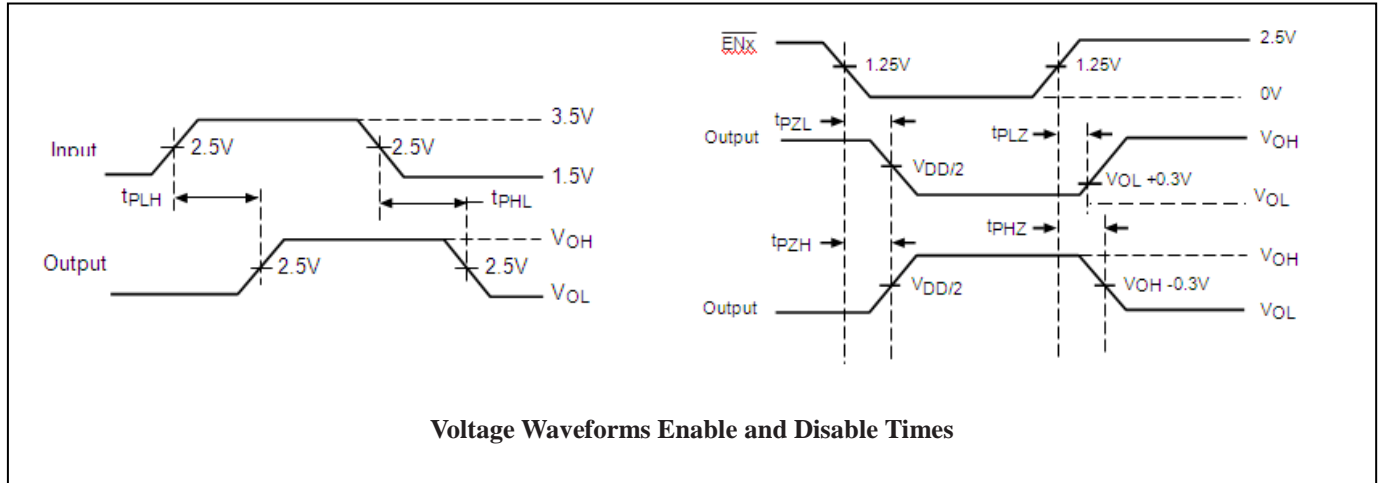 Input
2.5V
2.5V
3.5V
1.5V
tPLH
tPHL
Output
2.5V
2.5V
VOH
VOL
ENx
1.25V
1.25V
2.5V
0V
tPZL
tPLZ
Output
VDD/2
VOL +0.3V
VOH
VOL
tPZH
tPHZ
Output
VDD/2
VOH -0.3V
VOH
VOL
Voltage Waveforms Enable and Disable Times